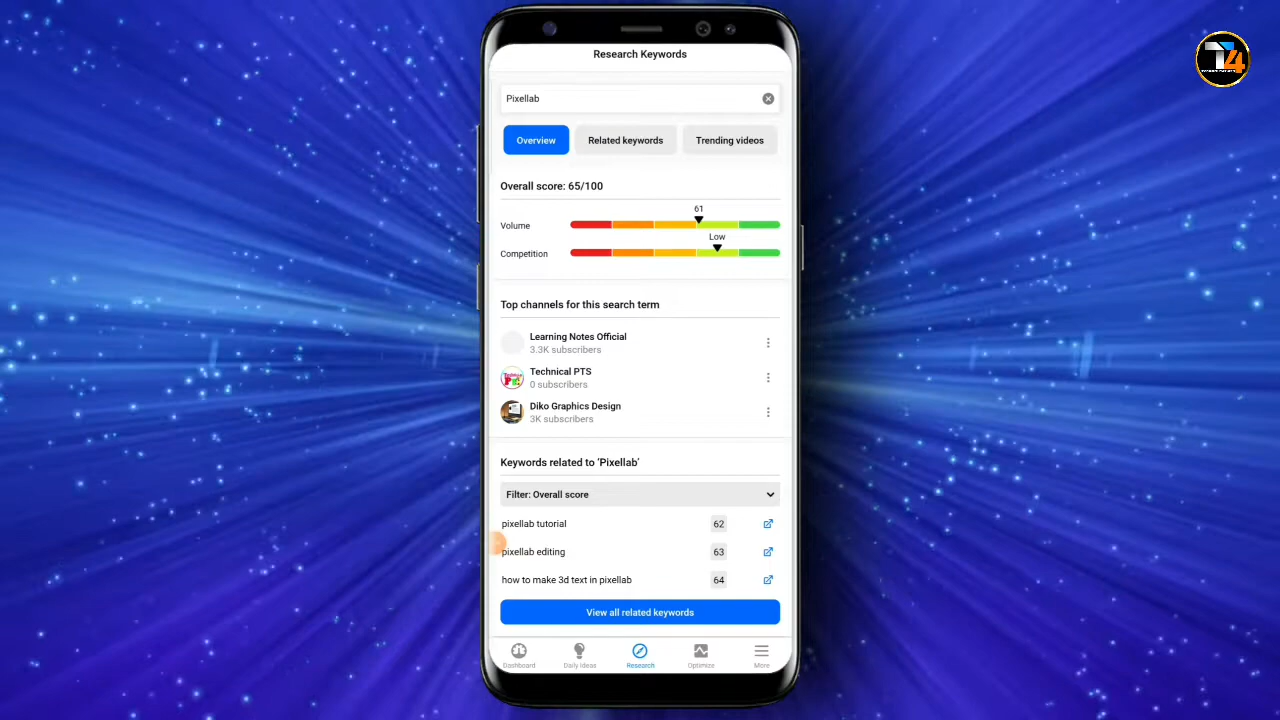 Research Keywords
Pixellab
Overview
Related keywords
Trending videos
Overall score: 65/100
61
Volume
Low
Competition
Top channels for this search term
Learning Notes Official
3.3K subscribers
Technical PTS
0 subscribers
Diko Graphics Design
3K subscribers
Keywords related to ‘Pixellab’
Filter: Overall score
pixellab tutorial 62
pixellab editing 63
how to make 3d text in pixellab 64
View all related keywords
Dashboard
Daily Ideas
Research
Optimize
More
T4